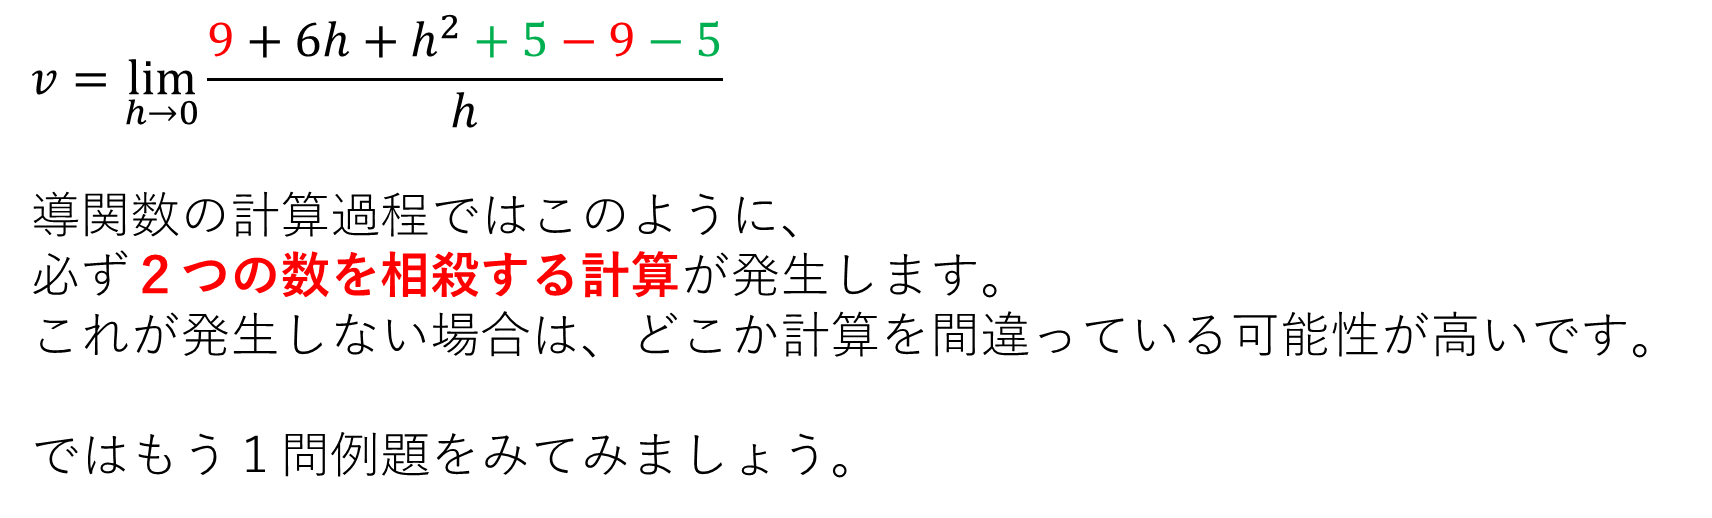 v = lim h→0 9 + 6h + h² + 5 − 9 − 5 / h
導関数の計算過程ではこのように、
必ず２つの数を相殺する計算が発生します。
これが発生しない場合は、どこか計算を間違っている可能性が高いです。
ではもう１問例題をみてみましょう。